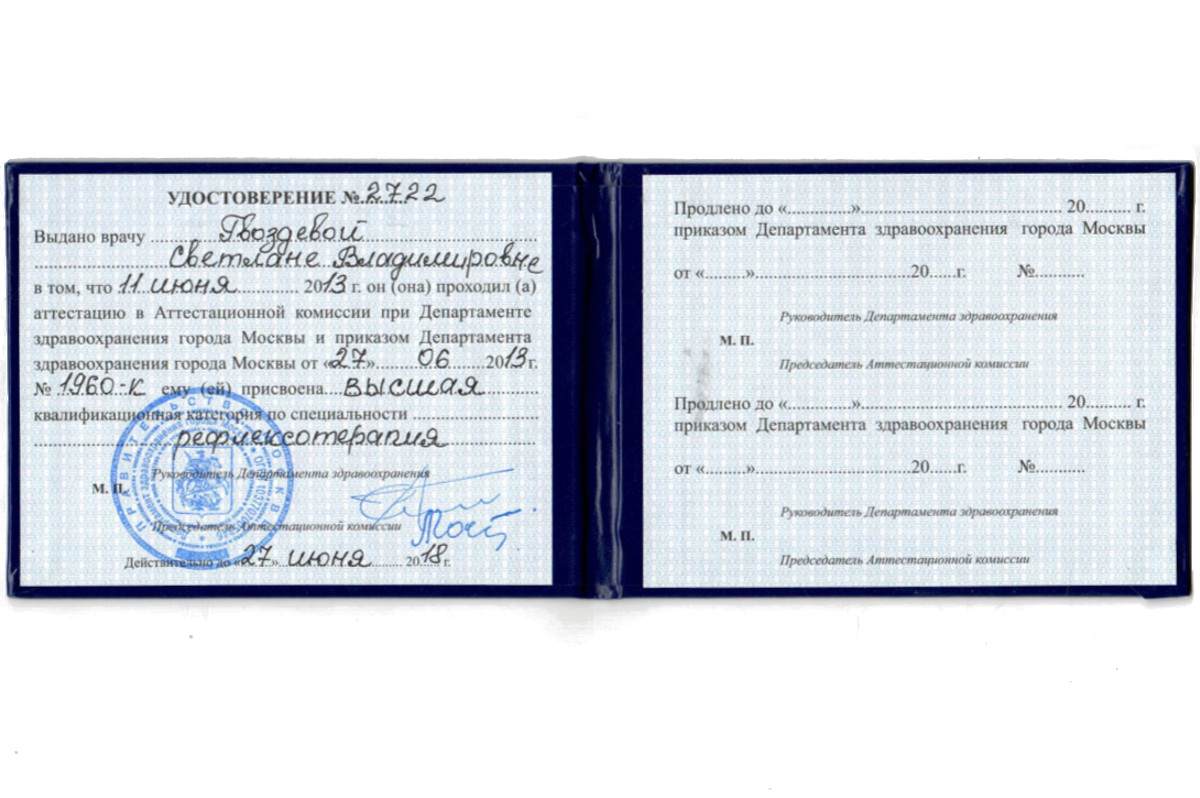 УДОСТОВЕРЕНИЕ № 2722
Выдано врачу Гвоздевой
Светлане Владимировне
в том, что 11 июня 2013 г. он (она) проходил (а)
аттестацию в Аттестационной комиссии при Департаменте
здравоохранения города Москвы и приказом Департамента
здравоохранения города Москвы от «27» 06 2013г.
№ 1960-К ему (ей) присвоена высшая
квалификационная категория по специальности
рефлексотерапия
Руководитель Департамента здравоохранения
М. П.
Председатель Аттестационной комиссии
Действительно до «27» июня 2018 г.
ПРАВИТЕЛЬСТВО
Продлено до «.............»............................................ 20.......... г.
приказом Департамента здравоохранения города Москвы
от «.........»................................... 20......г. №...........
Руководитель Департамента здравоохранения
М. П.
Председатель Аттестационной комиссии
Продлено до «.............»............................................ 20.......... г.
приказом Департамента здравоохранения города Москвы
от «.........»................................... 20......г. №...........
Руководитель Департамента здравоохранения
М. П.
Председатель Аттестационной комиссии